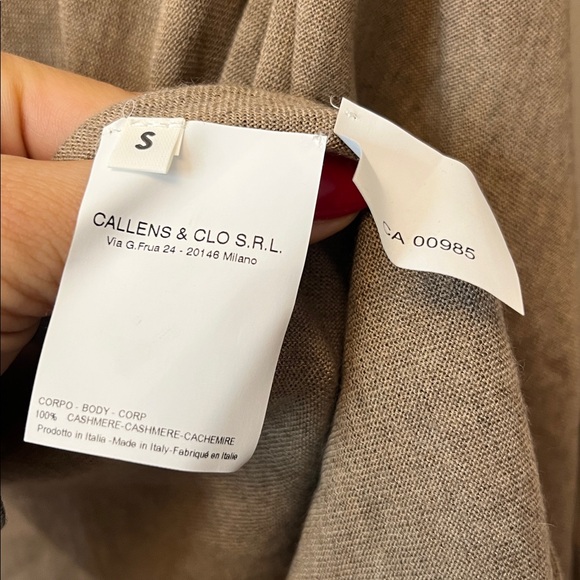 S
CALLENS & CLO S.R.L.
Via G.Frua 24 - 20146 Milano
CORPO - BODY - CORP
100% CASHMERE-CASHMERE-CACHEMIRE
Prodotto in Italia -Made in Italy-Fabriqué en Italie
CA 00985